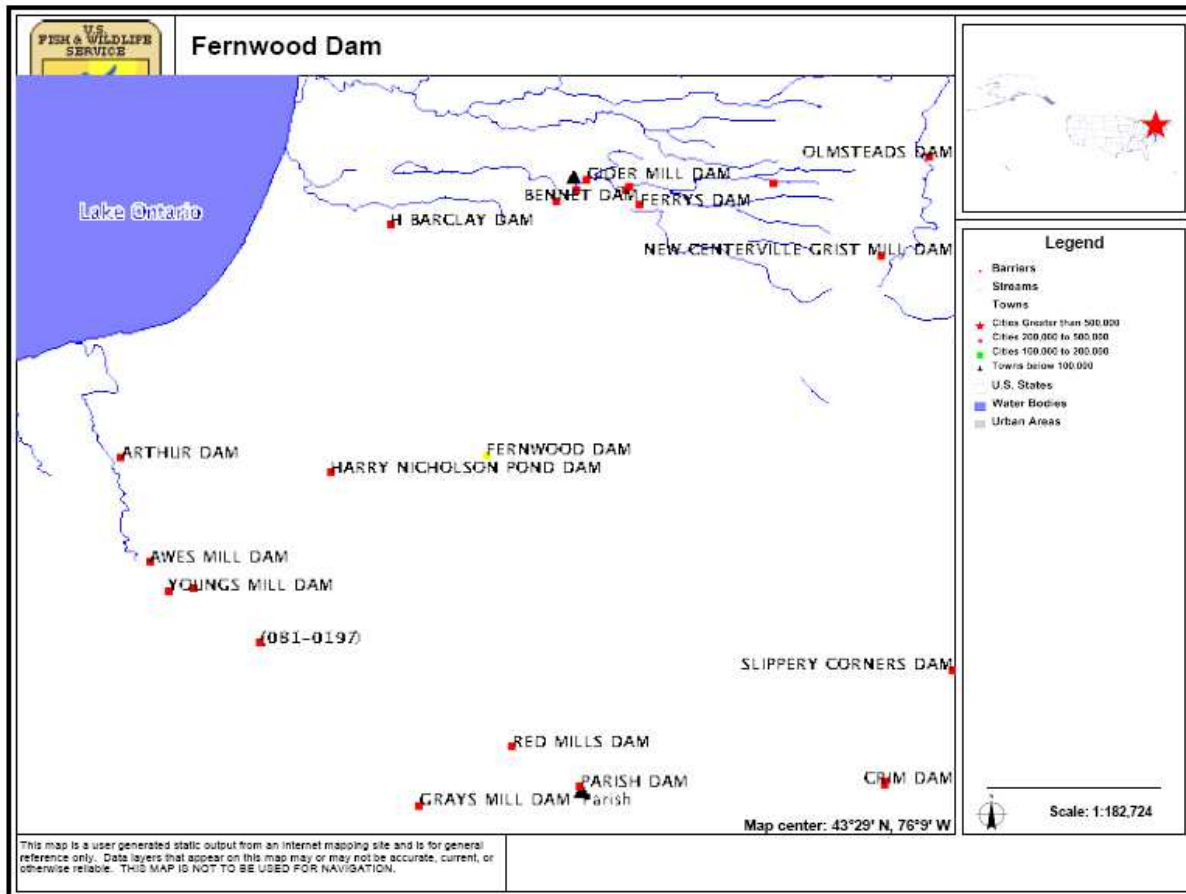 U.S.
FISH & WILDLIFE
SERVICE
Fernwood Dam
Lake Ontario
OLMSTEADS DAM
CIDER MILL DAM
BENNET DAM
FERRYS DAM
H BARCLAY DAM
NEW CENTERVILLE GRIST MILL DAM
ARTHUR DAM
FERNWOOD DAM
HARRY NICHOLSON POND DAM
AWES MILL DAM
YOUNGS MILL DAM
(081-0197)
SLIPPERY CORNERS DAM
RED MILLS DAM
PARISH DAM
CRIM DAM
GRAYS MILL DAM
Parish
Map center: 43°29' N, 76°9' W
Legend
Barriers
Streams
Towns
Cities Greater than 500,000
Cities 200,000 to 500,000
Cities 100,000 to 200,000
Towns below 100,000
U.S. States
Water Bodies
Urban Areas
N
Scale: 1:182,724
This map is a user generated static output from an Internet mapping site and is for general
reference only. Data layers that appear on this map may or may not be accurate, current, or
otherwise reliable. THIS MAP IS NOT TO BE USED FOR NAVIGATION.